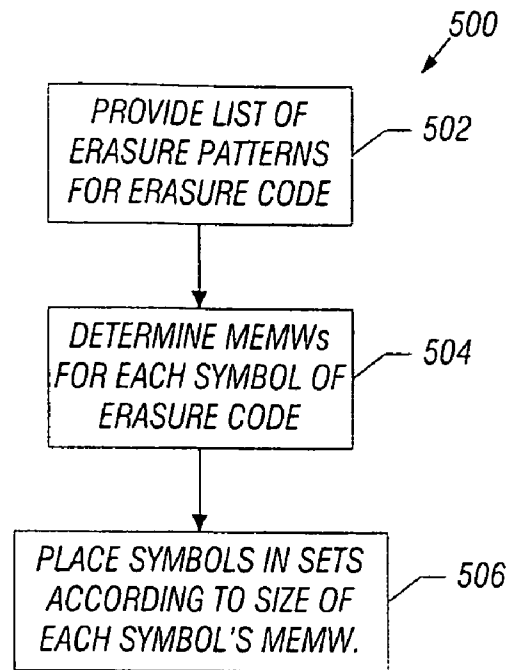 500
PROVIDE LIST OF
ERASURE PATTERNS
FOR ERASURE CODE
502
DETERMINE MEMWs
FOR EACH SYMBOL OF
ERASURE CODE
504
PLACE SYMBOLS IN SETS
ACCORDING TO SIZE OF
EACH SYMBOL'S MEMW.
506